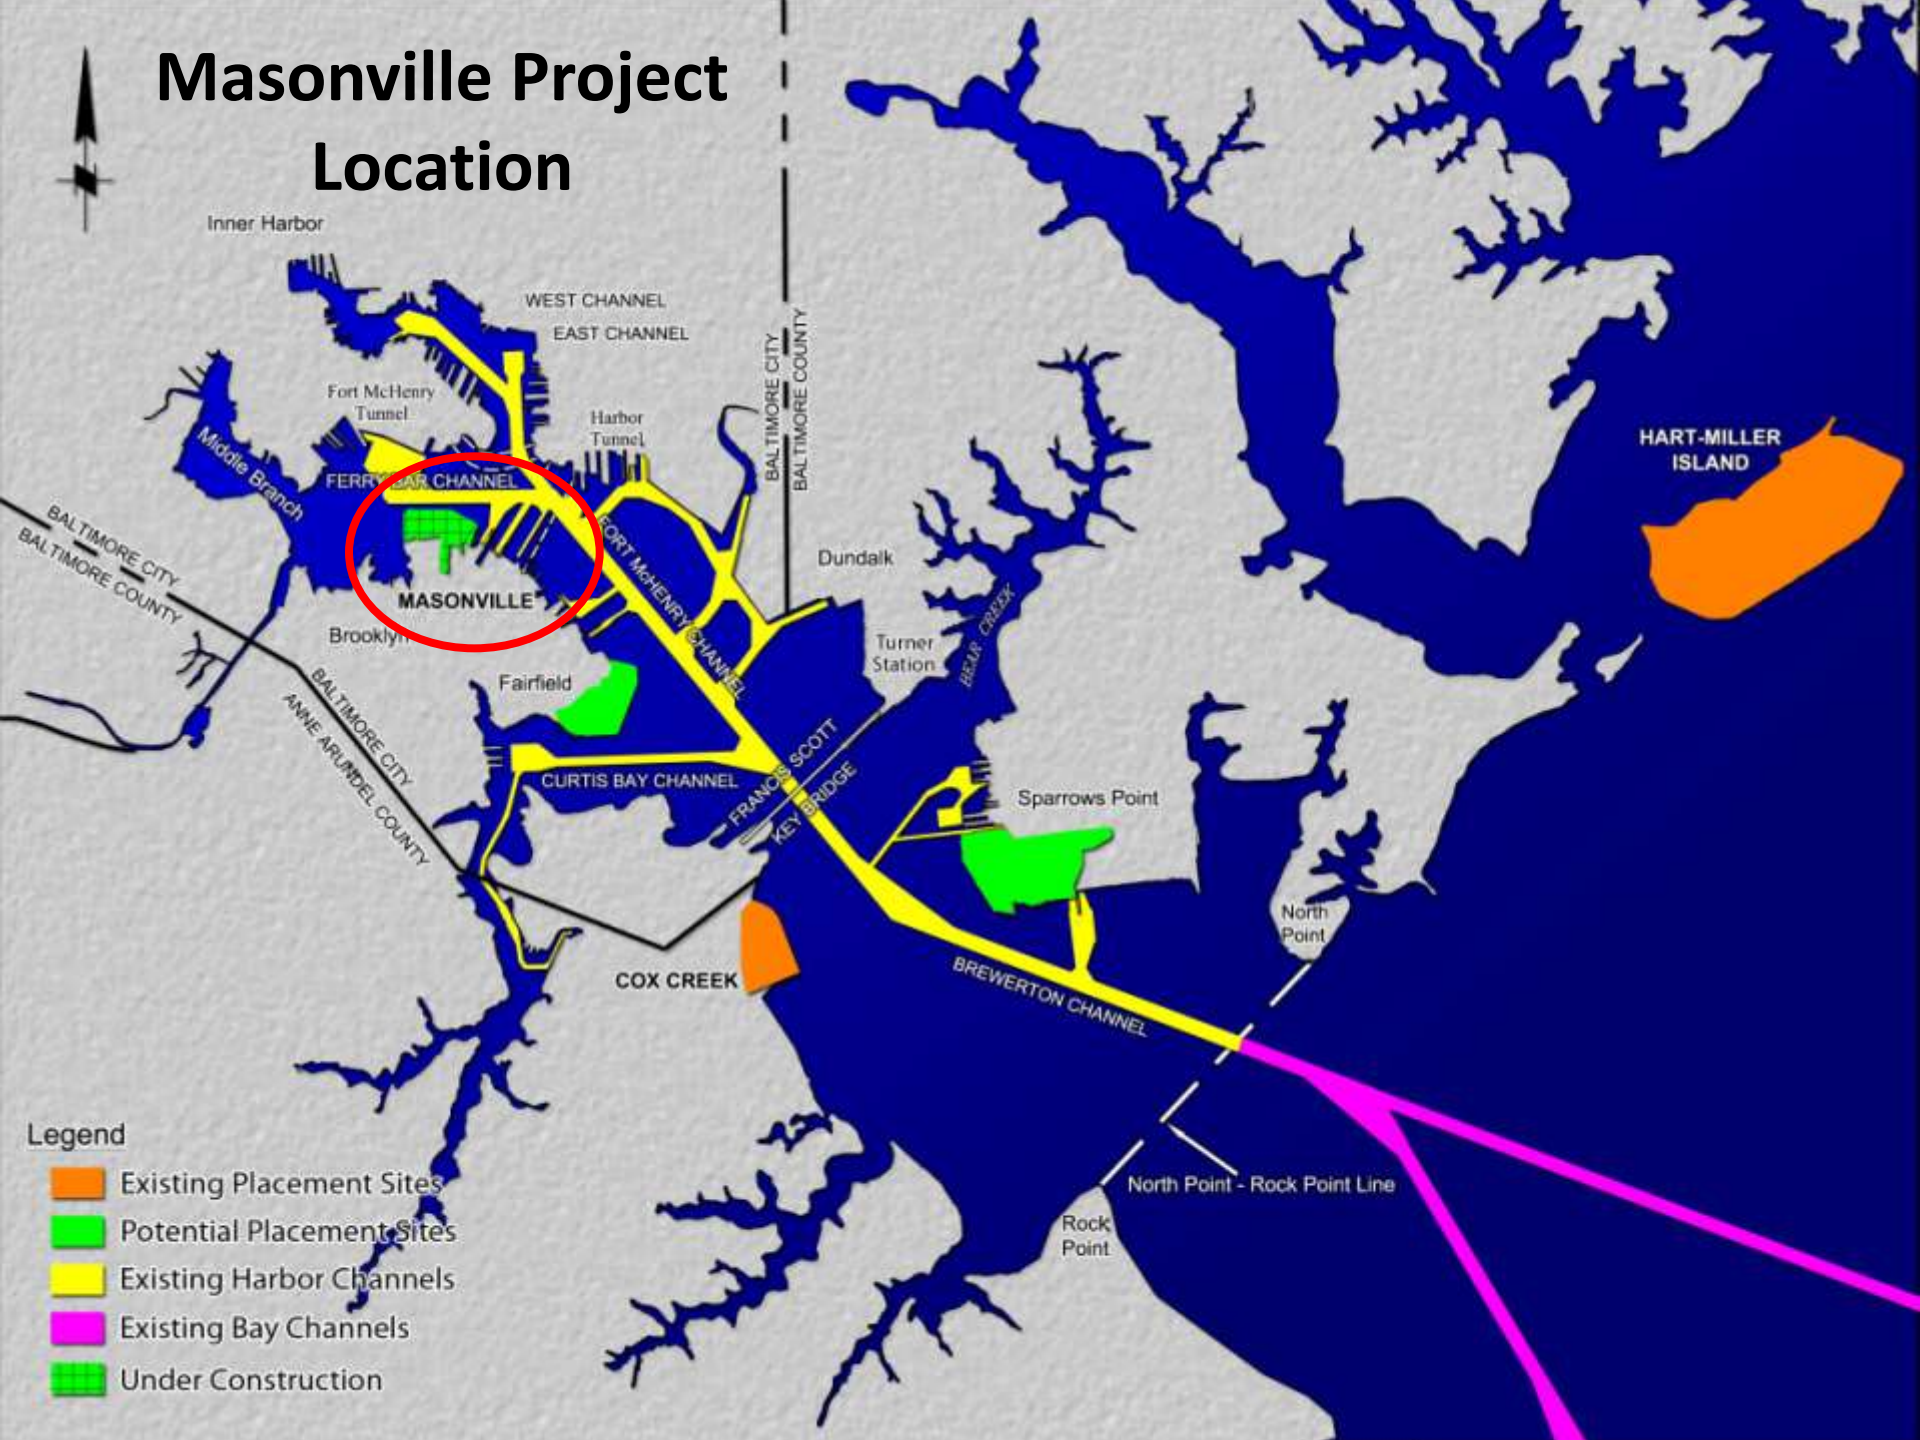 Masonville Project
Location
Inner Harbor
WEST CHANNEL
EAST CHANNEL
BALTIMORE CITY
BALTIMORE COUNTY
Fort McHenry
Tunnel
Harbor
Tunnel
Middle Branch
FERRY BAR CHANNEL
HART-MILLER
ISLAND
BALTIMORE CITY
BALTIMORE COUNTY
FORT McHENRY CHANNEL
Dundalk
MASONVILLE
Brooklyn
BEAR CREEK
Turner
Station
Fairfield
BALTIMORE CITY
ANNE ARUNDEL COUNTY
CURTIS BAY CHANNEL
FRANCIS SCOTT
KEY BRIDGE
Sparrows Point
North
Point
COX CREEK
BREWERTON CHANNEL
North Point - Rock Point Line
Rock
Point
Legend
Existing Placement Sites
Potential Placement Sites
Existing Harbor Channels
Existing Bay Channels
Under Construction